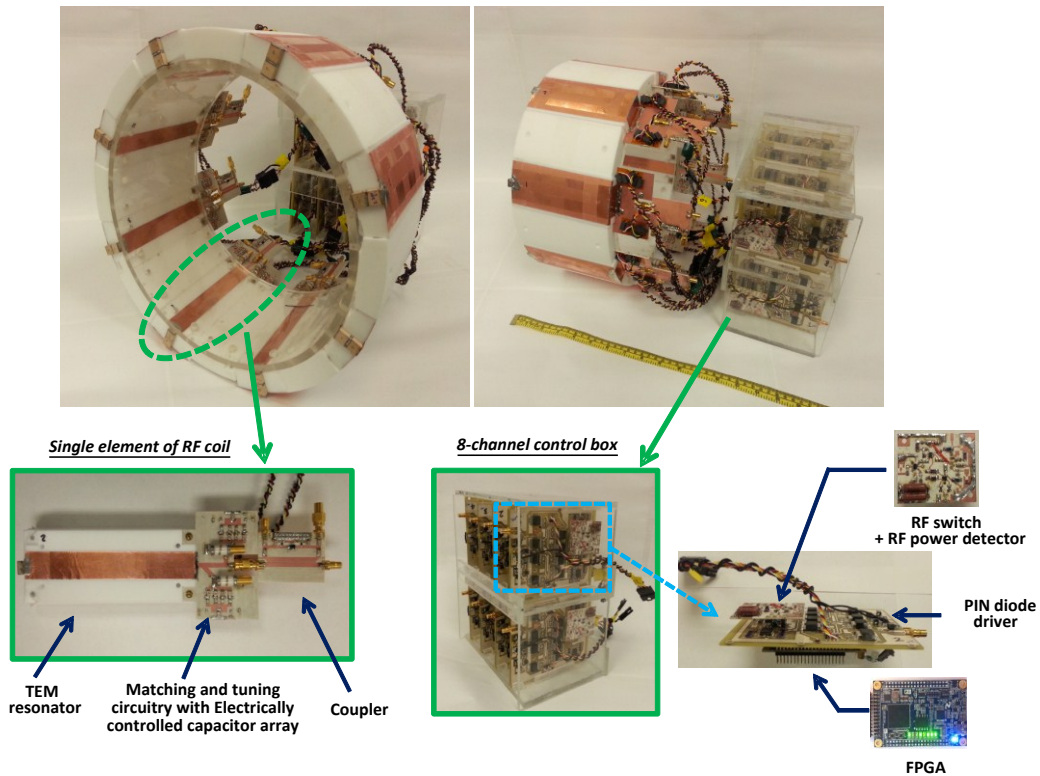 Single element of RF coil
8-channel control box
RF switch
+ RF power detector
PIN diode
driver
TEM
resonator
Matching and tuning
circuitry with Electrically
controlled capacitor array
Coupler
FPGA